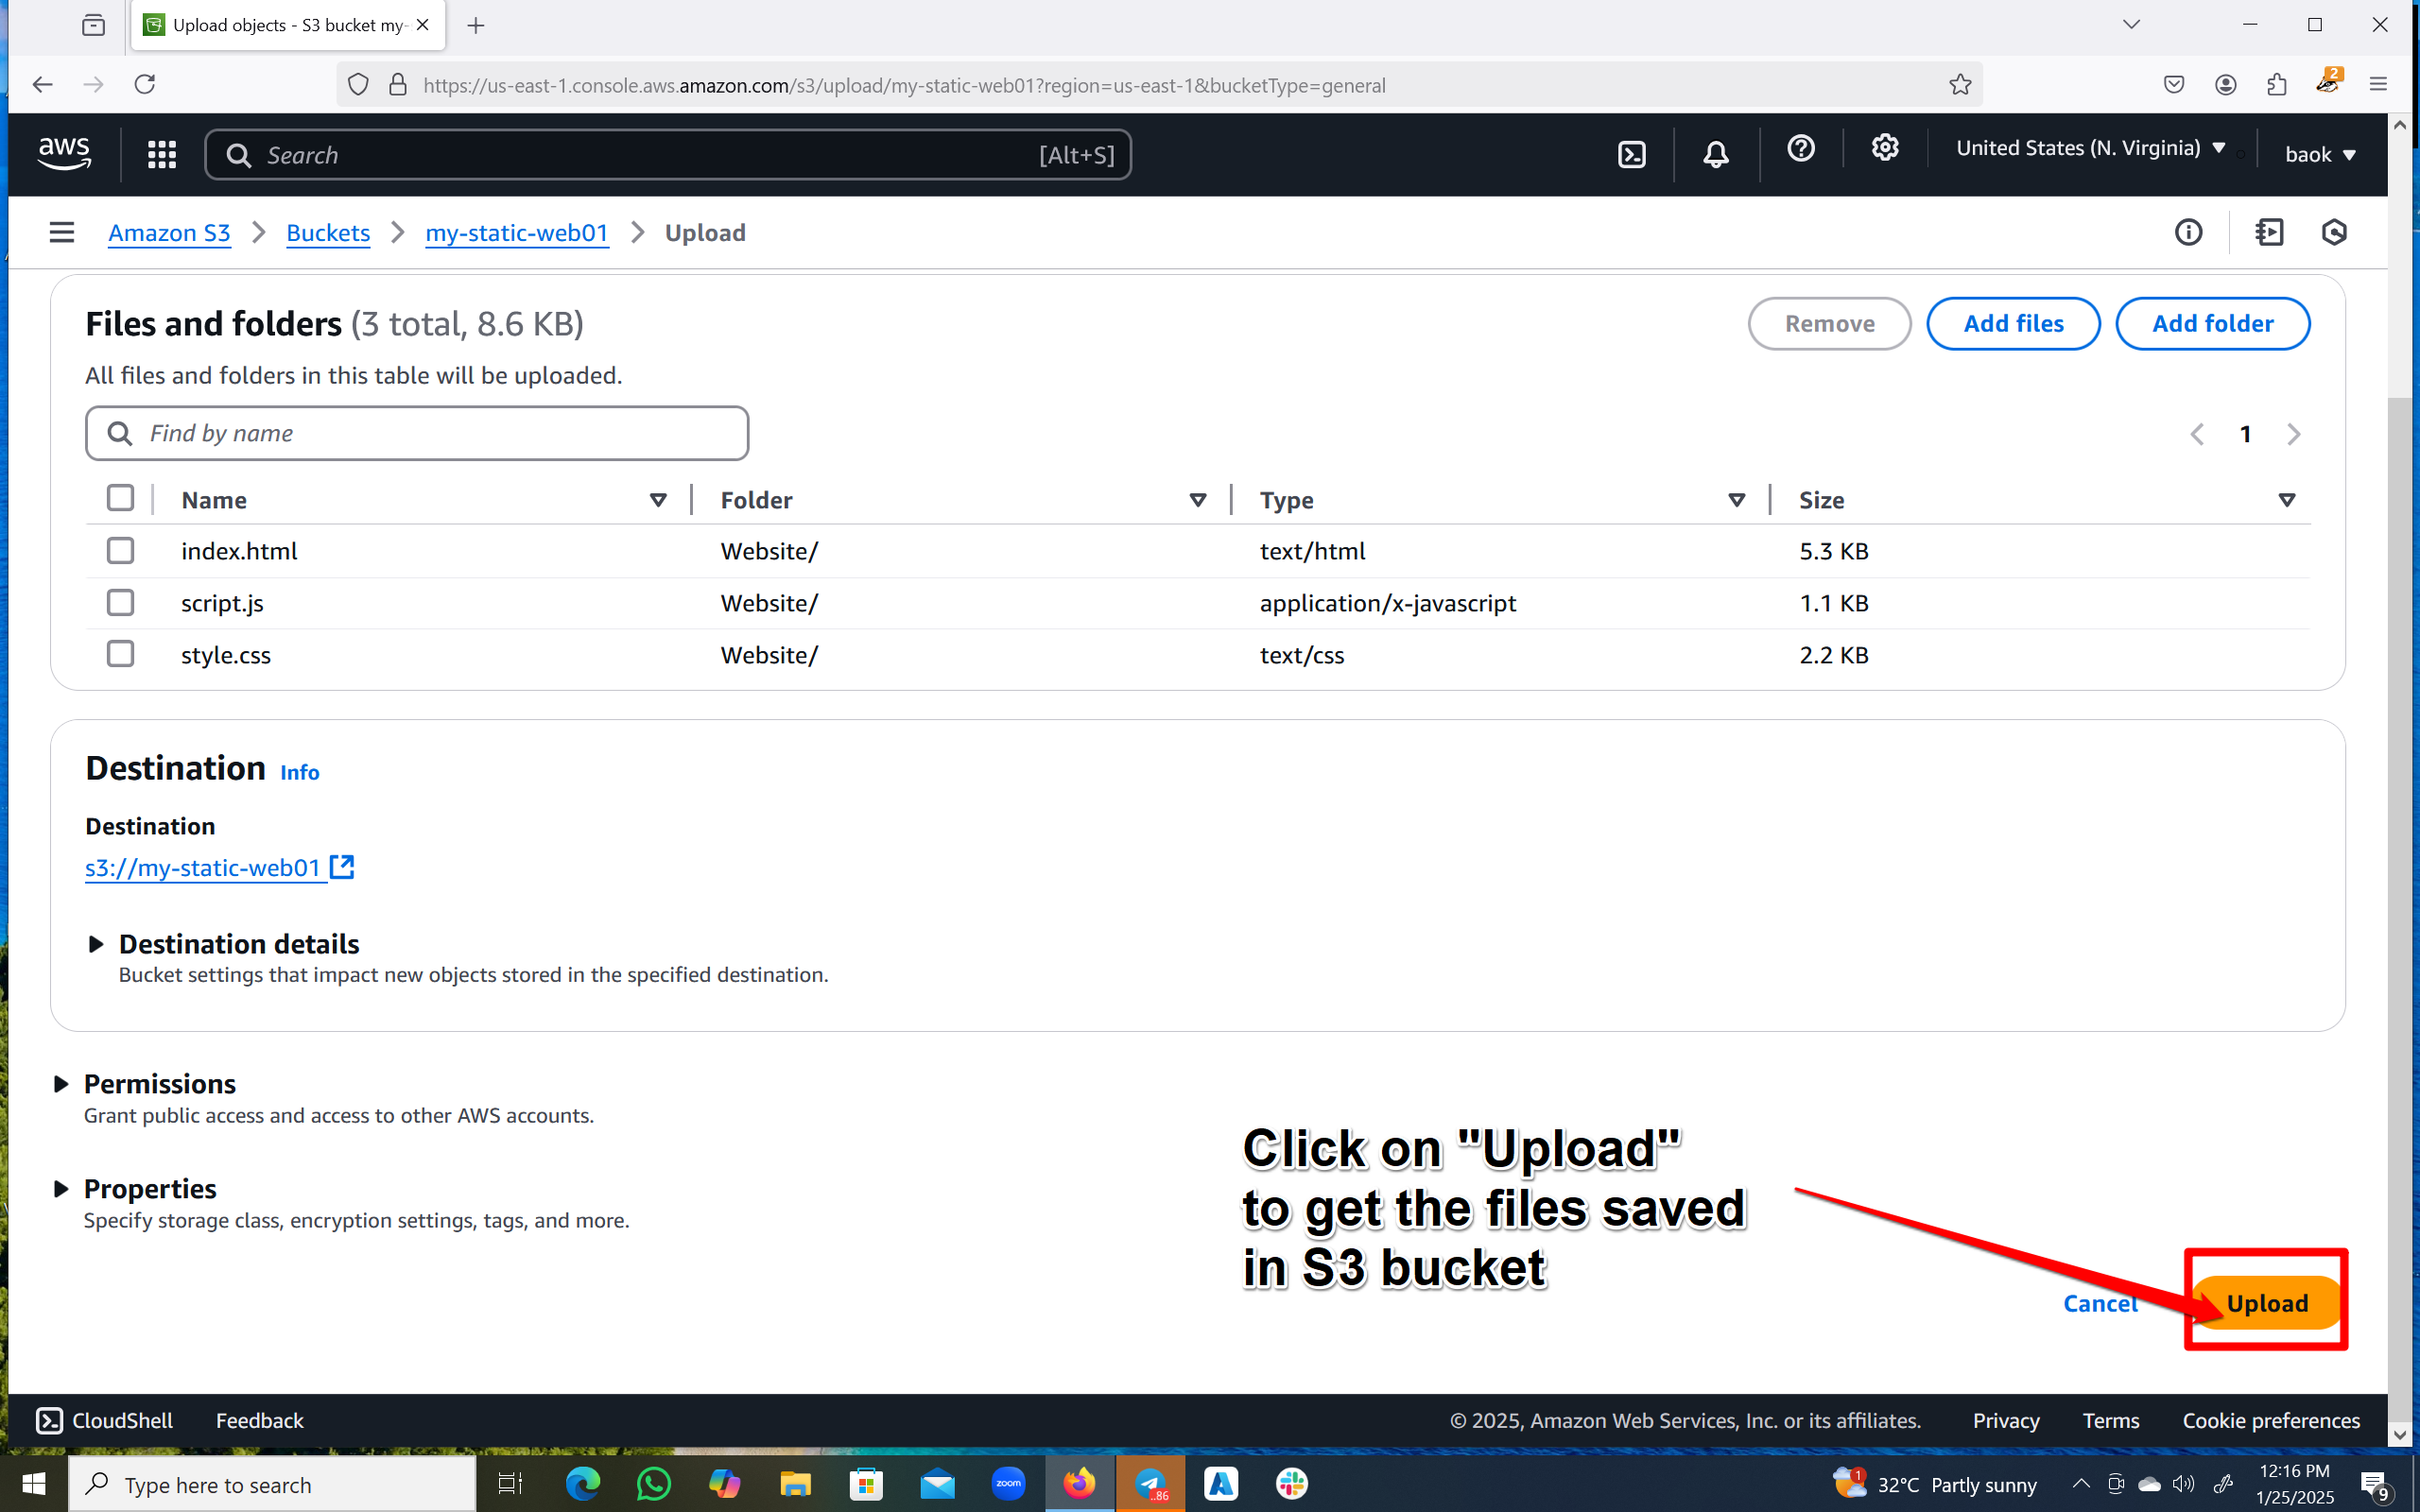 Upload objects - S3 bucket my-
https://us-east-1.console.aws.amazon.com/s3/upload/my-static-web01?region=us-east-1&bucketType=general
2
aws
Search [Alt+S]
United States (N. Virginia)
baok
Amazon S3 > Buckets > my-static-web01 > Upload
Files and folders (3 total, 8.6 KB)
Remove
Add files
Add folder
All files and folders in this table will be uploaded.
Find by name
1
Name Folder Type Size
index.html Website/ text/html 5.3 KB
script.js Website/ application/x-javascript 1.1 KB
style.css Website/ text/css 2.2 KB
Destination Info
Destination
s3://my-static-web01
Destination details
Bucket settings that impact new objects stored in the specified destination.
Permissions
Grant public access and access to other AWS accounts.
Properties
Specify storage class, encryption settings, tags, and more.
Click on "Upload"
to get the files saved
in S3 bucket
Cancel
Upload
CloudShell Feedback © 2025, Amazon Web Services, Inc. or its affiliates. Privacy Terms Cookie preferences
Type here to search
zoom
..86
1
32°C Partly sunny
12:16 PM
1/25/2025
9